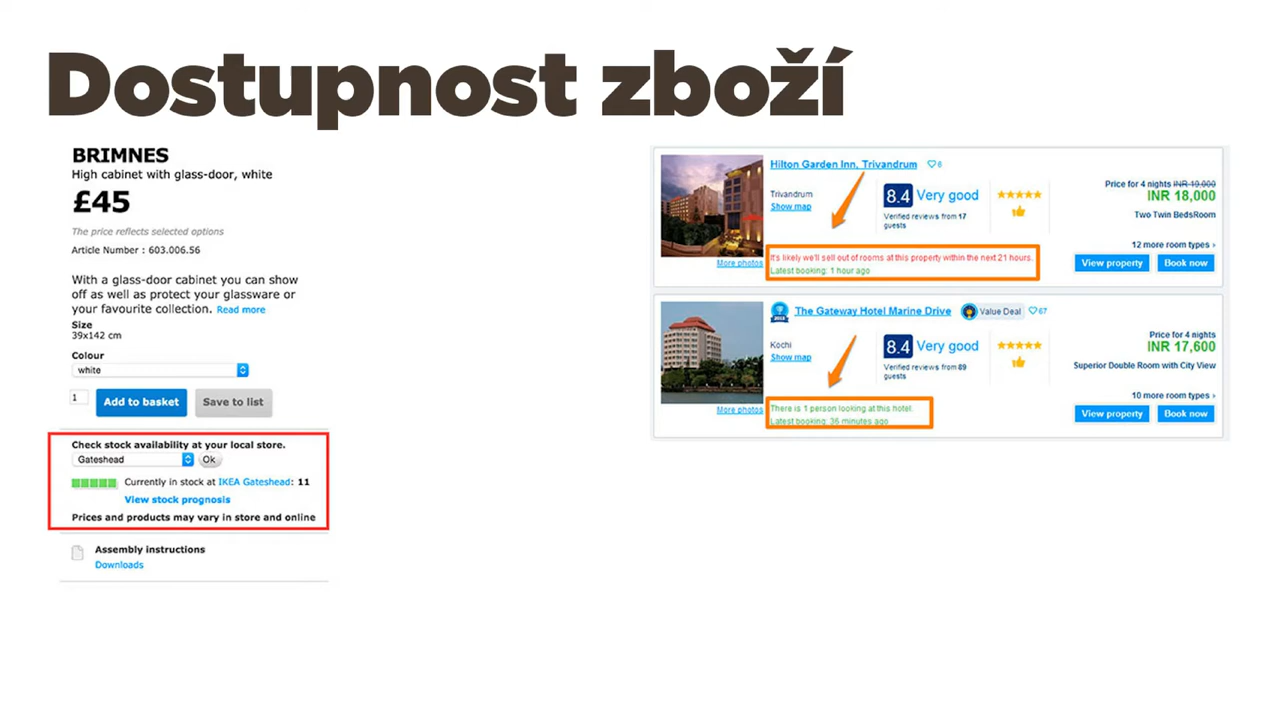 Dostupnost zboží
BRIMNES
High cabinet with glass-door, white
£45
The price reflects selected options
Article Number : 603.006.56
With a glass-door cabinet you can show
off as well as protect your glassware or
your favourite collection. Read more
Size
39x142 cm
Colour
white
1
Add to basket
Save to list
Check stock availability at your local store.
Gateshead
Ok
Currently in stock at IKEA Gateshead: 11
View stock prognosis
Prices and products may vary in store and online
Assembly instructions
Downloads
Hilton Garden Inn, Trivandrum 6
Trivandrum
Show map
8.4 Very good
Verified reviews from 17
guests
Price for 4 nights INR 19,000
INR 18,000
Two Twin BedsRoom
12 more room types ›
View property
Book now
More photos
It's likely we'll sell out of rooms at this property within the next 21 hours.
Latest booking: 1 hour ago
The Gateway Hotel Marine Drive
Value Deal
67
Kochi
Show map
8.4 Very good
Verified reviews from 89
guests
Price for 4 nights
INR 17,600
Superior Double Room with City View
10 more room types ›
View property
Book now
More photos
There is 1 person looking at this hotel.
Latest booking: 36 minutes ago